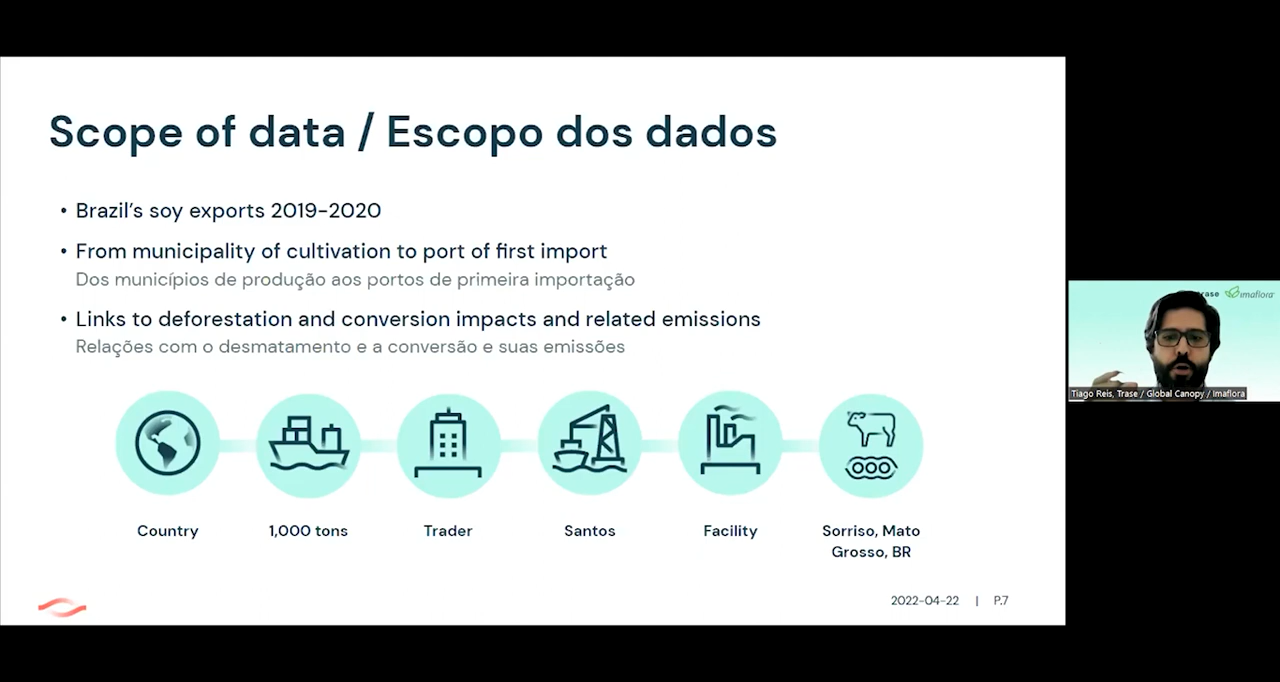 Scope of data / Escopo dos dados
• Brazil's soy exports 2019-2020
• From municipality of cultivation to port of first import
Dos municípios de produção aos portos de primeira importação
• Links to deforestation and conversion impacts and related emissions
Relações com o desmatamento e a conversão e suas emissões
Country
1,000 tons
Trader
Santos
Facility
Sorriso, Mato
Grosso, BR
2022-04-22 | P.7
imaflora
Tiago Reis, Trase / Global Canopy / Imaflora